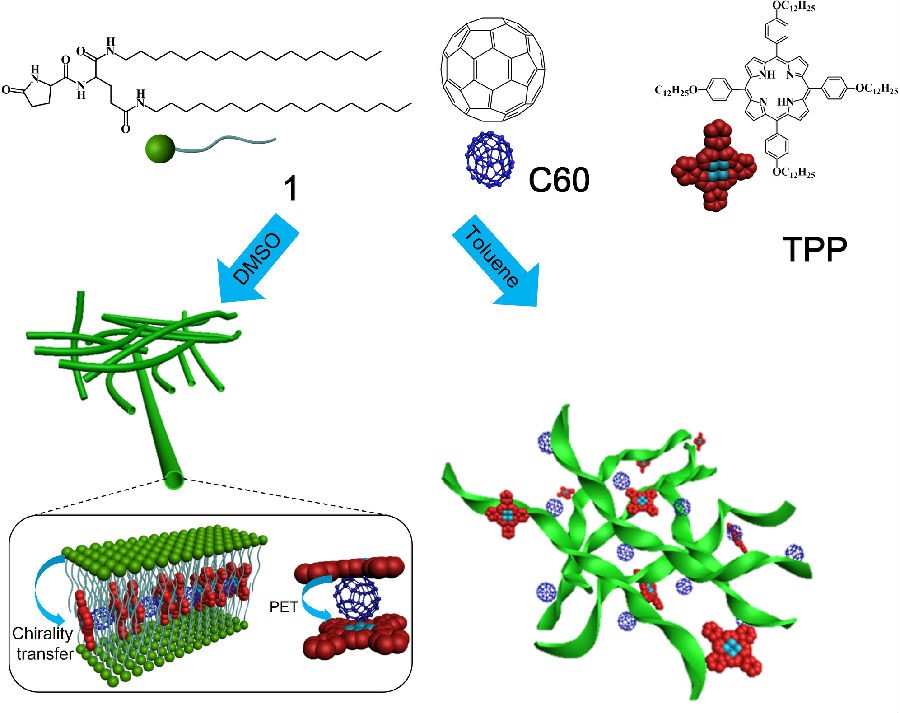 OC₁₂H₂₅
O
H
N
H
N
O
O
N
H
O
H
N
O
NH
N
N
HN
C₁₂H₂₅O
OC₁₂H₂₅
OC₁₂H₂₅
1
C60
TPP
DMSO
Toluene
PET
Chirality
transfer